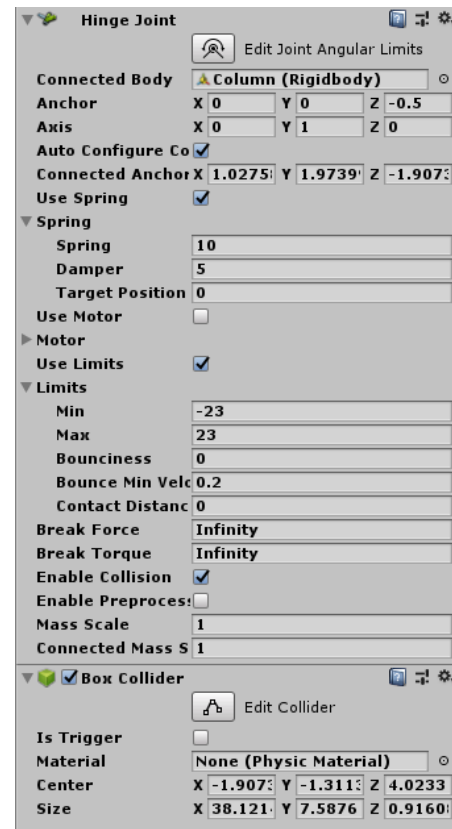 Hinge Joint
Edit Joint Angular Limits
Connected Body Column (Rigidbody)
Anchor X 0 Y 0 Z -0.5
Axis X 0 Y 1 Z 0
Auto Configure Co
Connected Anchor X 1.0275 Y 1.9739 Z -1.907
Use Spring
Spring
Spring 10
Damper 5
Target Position 0
Use Motor
Motor
Use Limits
Limits
Min -23
Max 23
Bounciness 0
Bounce Min Velo 0.2
Contact Distanc 0
Break Force Infinity
Break Torque Infinity
Enable Collision
Enable Preproces
Mass Scale 1
Connected Mass S 1
Box Collider
Edit Collider
Is Trigger
Material None (Physic Material)
Center X -1.907 Y -1.311 Z 4.0233
Size X 38.121 Y 7.5876 Z 0.9160